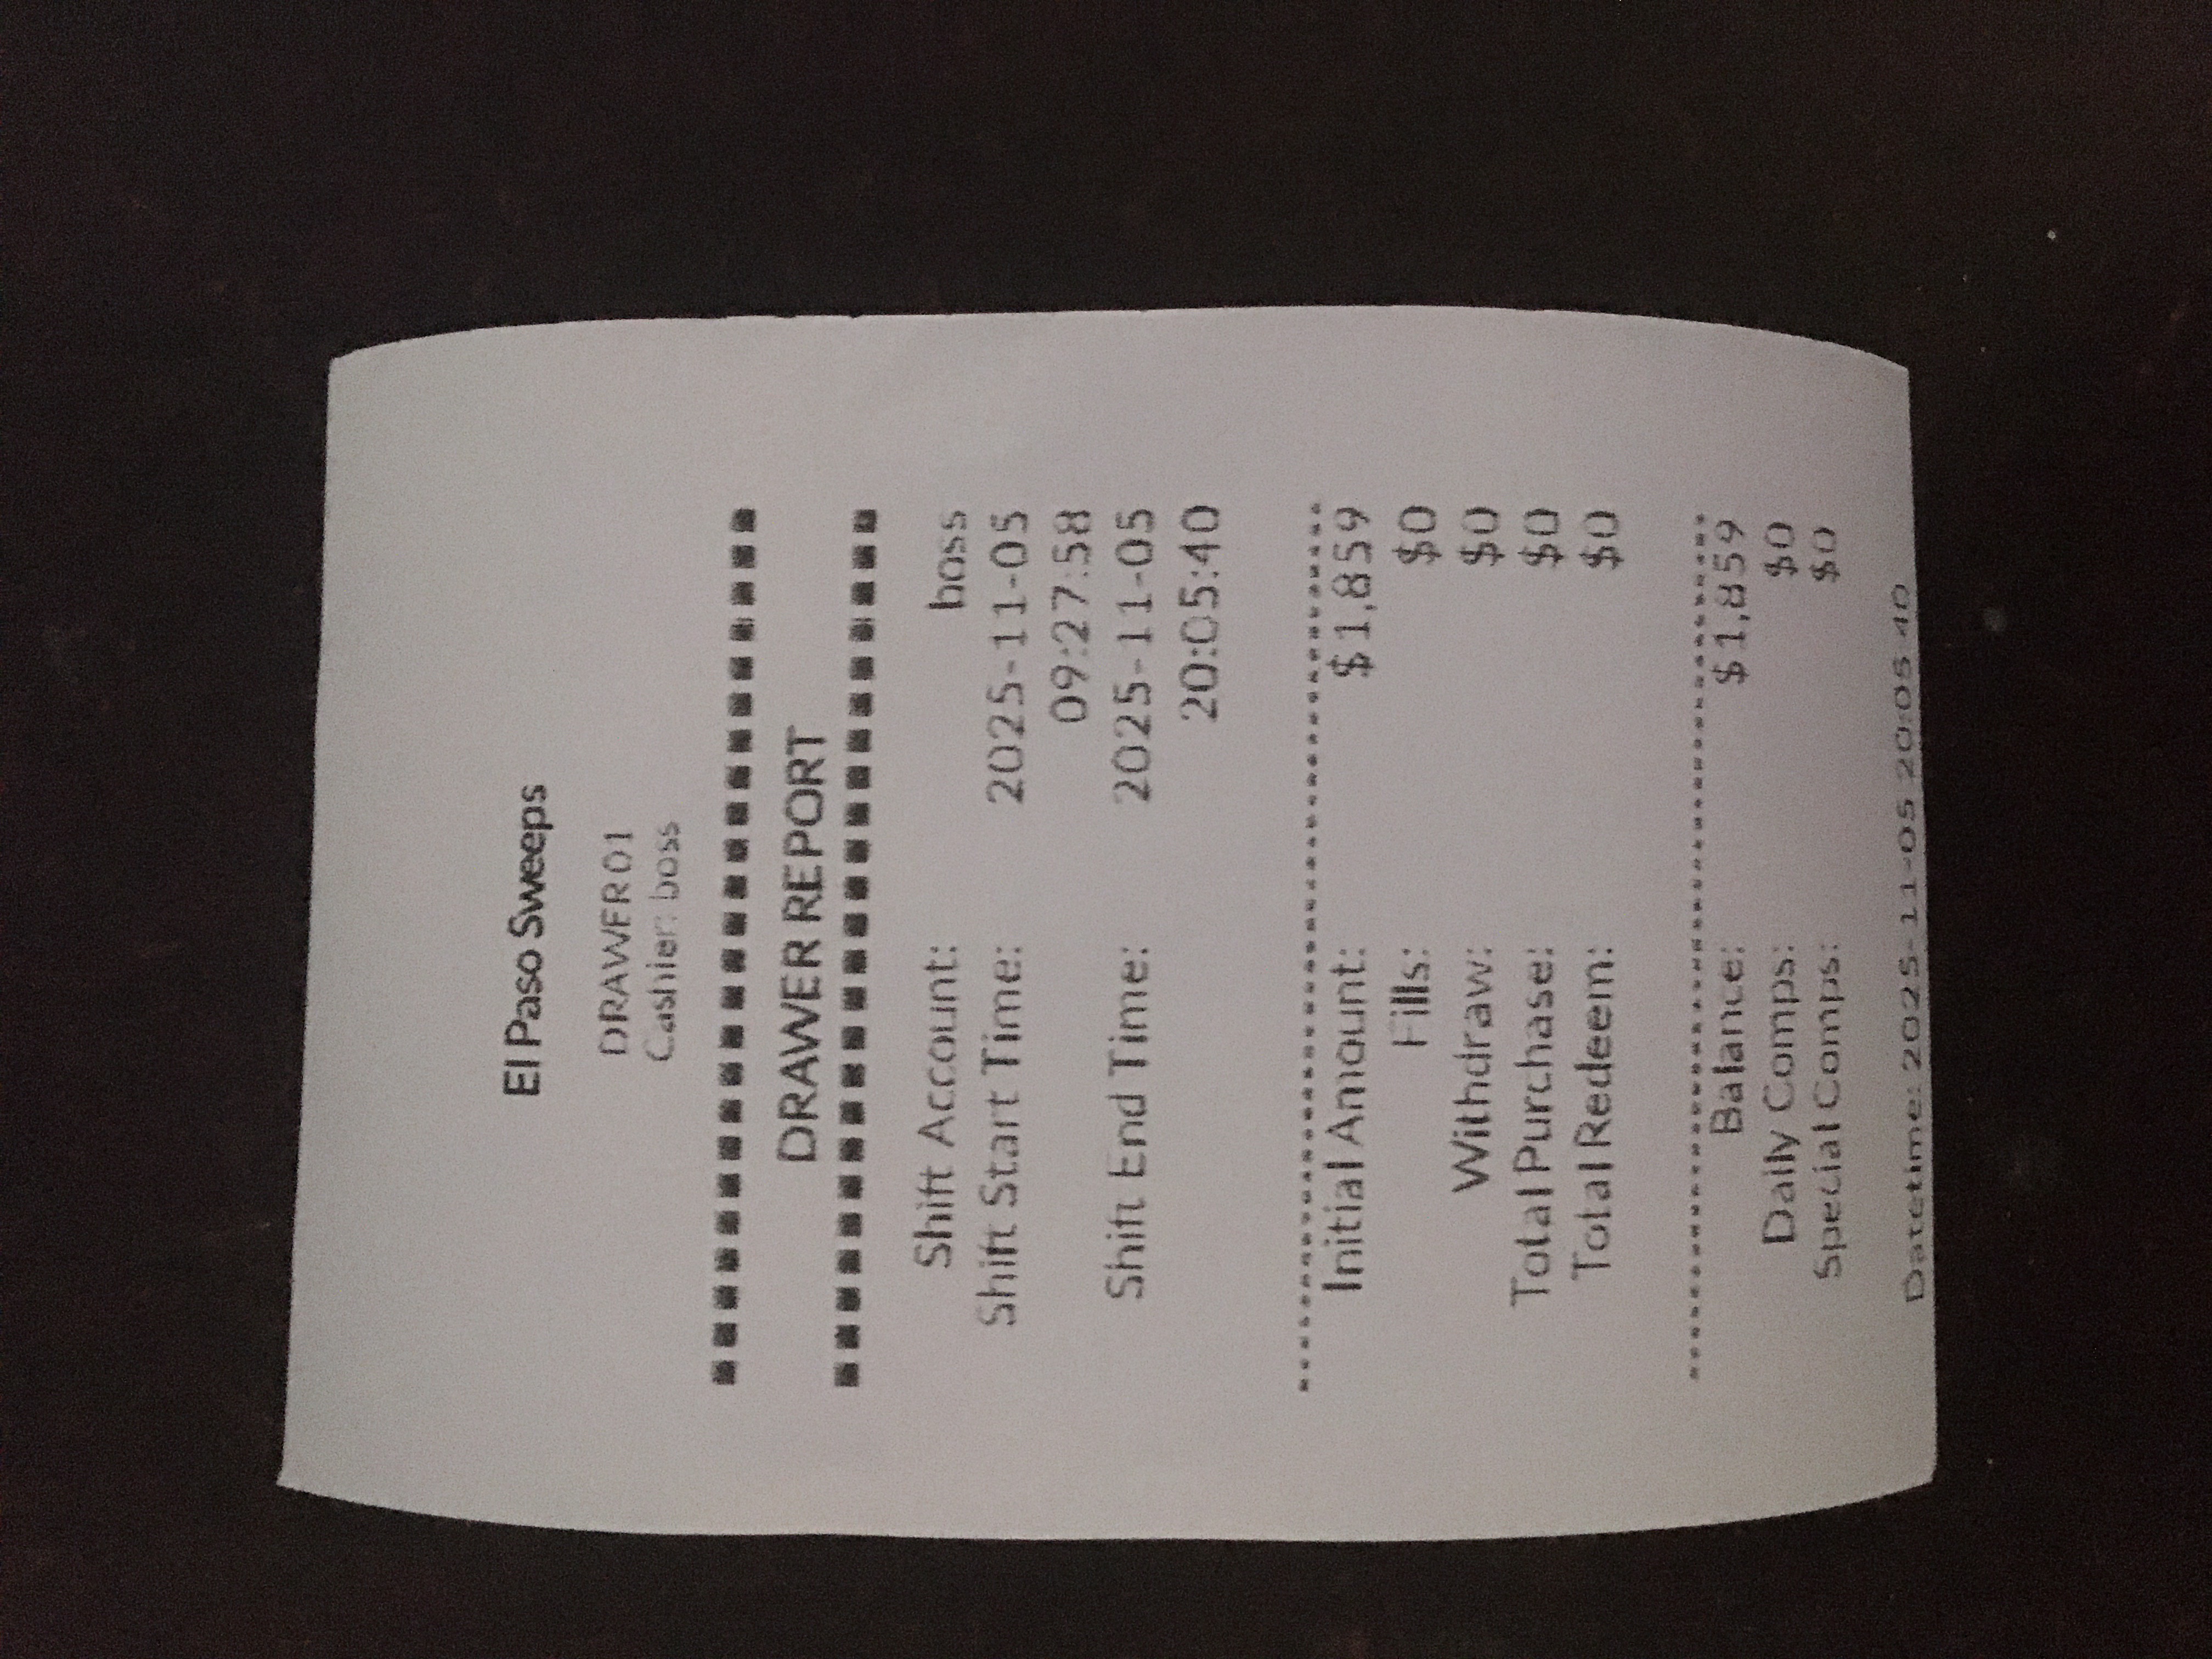 El Paso Sweeps
DRAWER01
Cashier: boss
DRAWER REPORT
Shift Account: boss
Shift Start Time: 2025-11-05
09:27:58
Shift End Time: 2025-11-05
20:05:40
Initial Amount: $1,859
Fills: $0
Withdraw: $0
Total Purchase: $0
Total Redeem: $0
Balance: $1,859
Daily Comps: $0
Special Comps: $0
Datetime: 2025-11-05 20:05:40